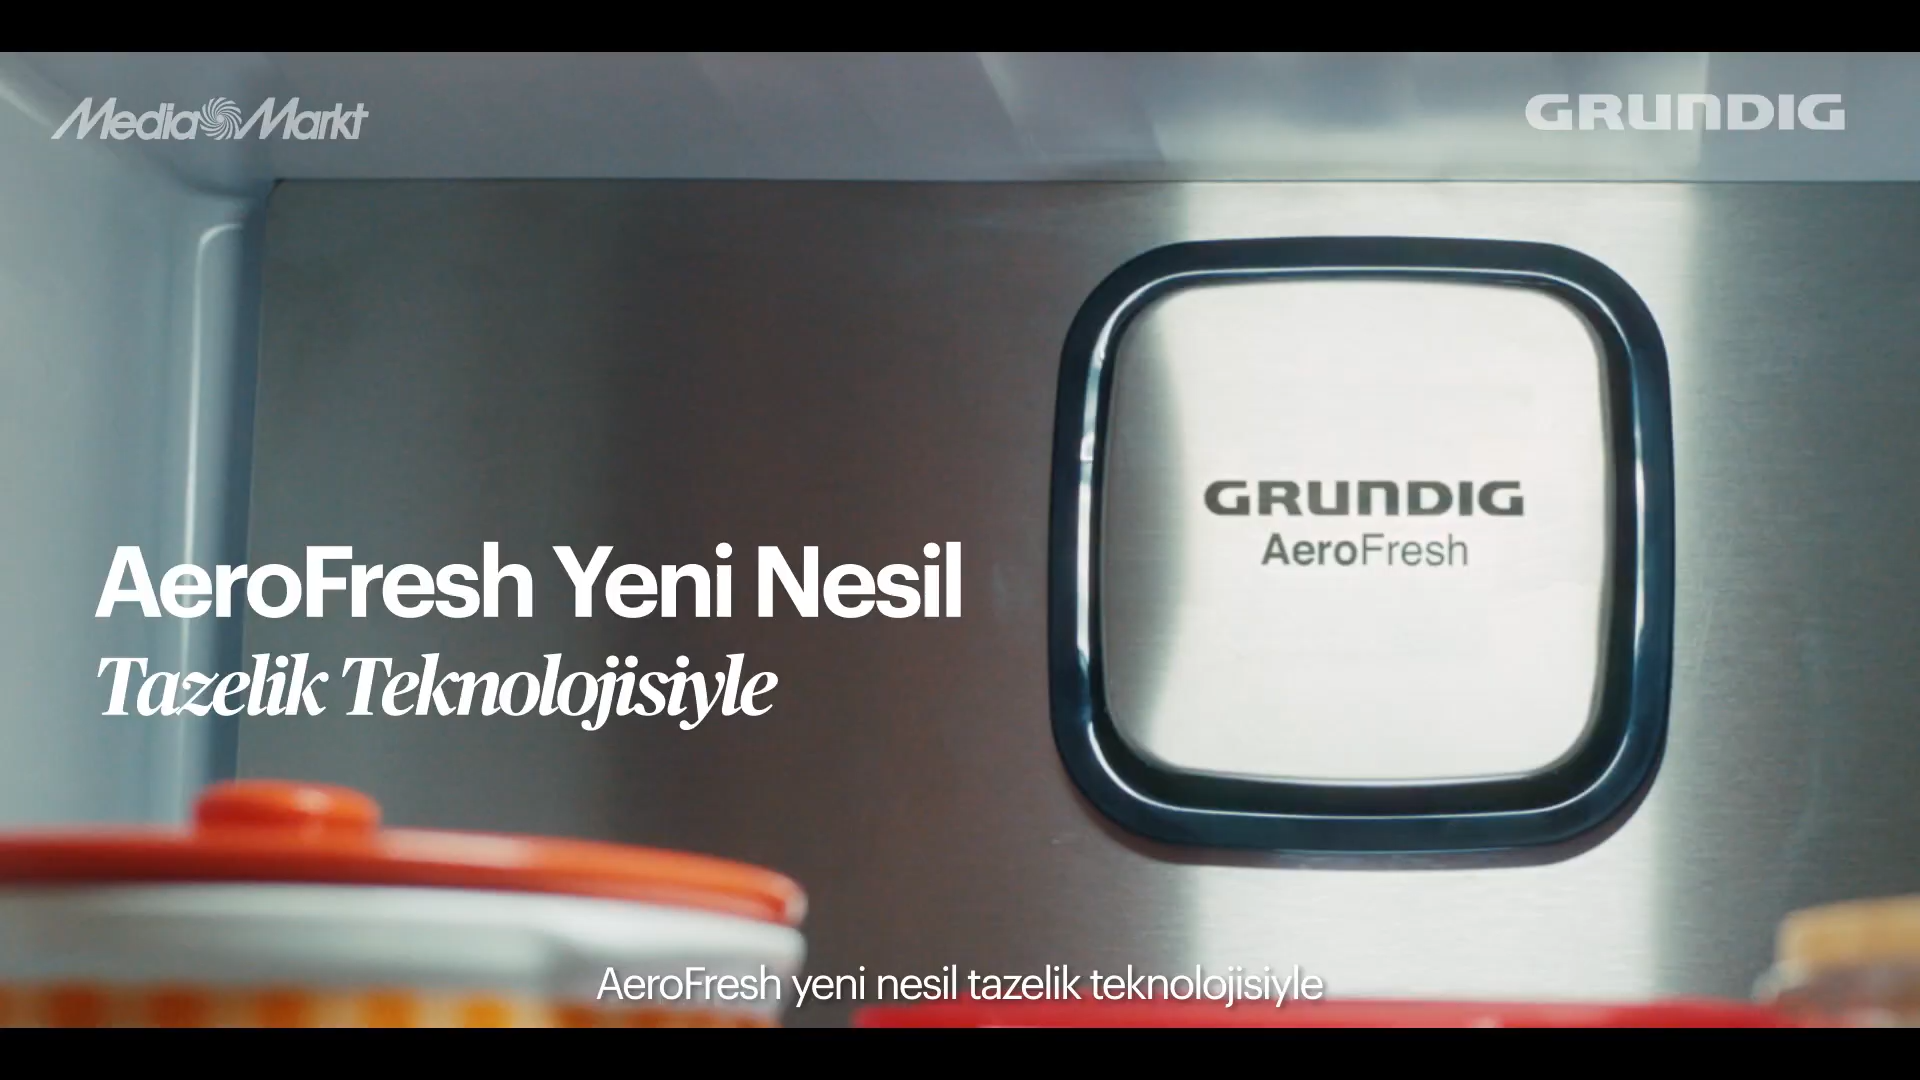 MediaMarkt
GRUNDIG
GRUNDIG
AeroFresh
AeroFresh Yeni Nesil
Tazelik Teknolojisiyle
AeroFresh yeni nesil tazelik teknolojisiyle